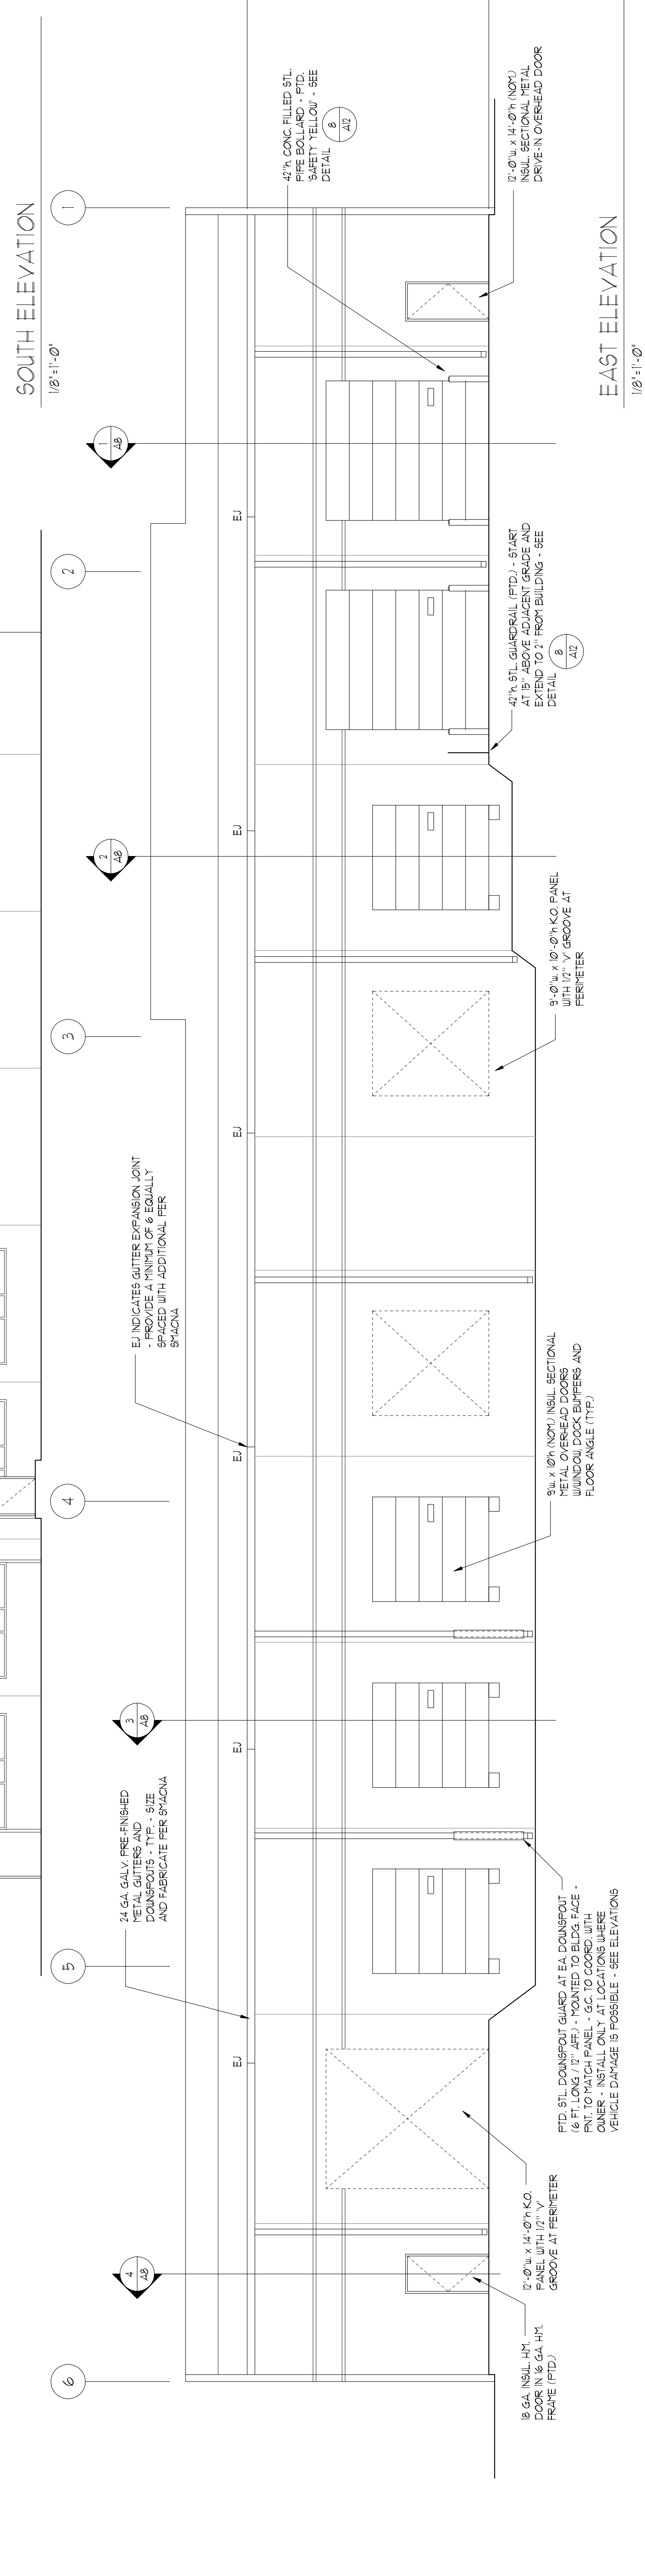 SOUTH ELEVATION
1/8"=1'-0"
6
5
4
3
2
1
4
A8
3
A8
2
A8
1
A8
24 GA. GALV. PRE-FINISHED
METAL GUTTERS AND
DOWNSPOUTS - TYP. - SIZE
AND FABRICATE PER SMACNA
EJ INDICATES GUTTER EXPANSION JOINT
- PROVIDE A MINIMUM OF 6 EQUALLY
SPACED WITH ADDITIONAL PER
SMACNA
42"h. CONC. FILLED STL.
PIPE BOLLARD - PTD.
'SAFETY YELLOW' - SEE
DETAIL
8
A12
EJ
EJ
EJ
EJ
EJ
EJ
18 GA. INSUL. H.M.
DOOR IN 16 GA. H.M.
FRAME (PTD.)
12'-0"w. x 14'-0"h K.O.
PANEL WITH 1/2" 'V'
GROOVE AT PERIMETER
PTD. STL. DOWNSPOUT GUARD AT EA. DOWNSPOUT
(6 FT. LONG / 12" AFF.) - MOUNTED TO BLDG. FACE -
PNT. TO MATCH PANEL - G.C. TO COORD. WITH
OWNER - INSTALL ONLY AT LOCATIONS WHERE
VEHICLE DAMAGE IS POSSIBLE - SEE ELEVATIONS
9'w. x 10'h (NOM.) INSUL. SECTIONAL
METAL OVERHEAD DOORS
W/WINDOW, DOCK BUMPERS AND
FLOOR ANGLE (TYP.)
9'-0"w. x 10'-0"h K.O. PANEL
WITH 1/2" 'V' GROOVE AT
PERIMETER
42"h STL. GUARDRAIL (PTD.) - START
AT 15" ABOVE ADJACENT GRADE AND
EXTEND TO 2" FROM BUILDING - SEE
DETAIL
8
A12
12'-0"w. x 14'-0"h (NOM.)
INSUL. SECTIONAL METAL
DRIVE-IN OVERHEAD DOOR
EAST ELEVATION
1/8"=1'-0"